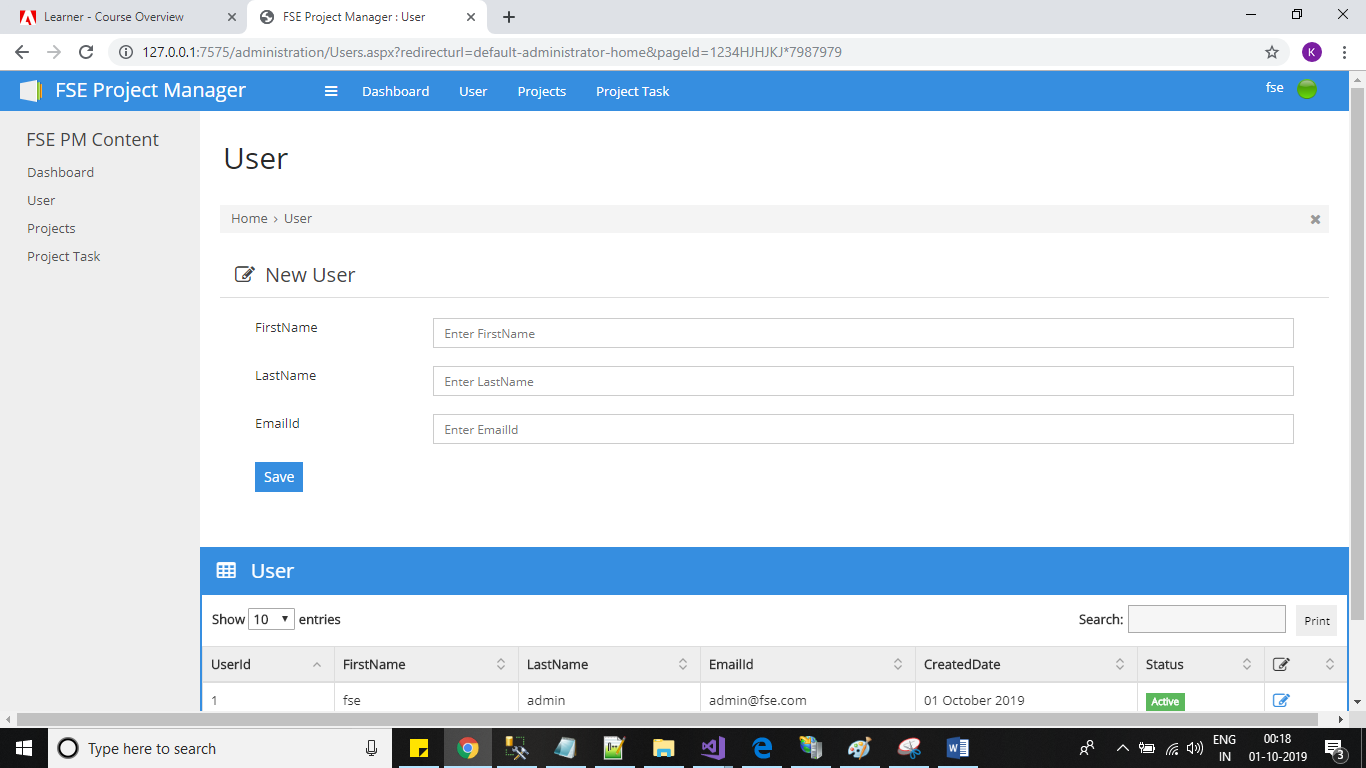 Learner - Course Overview
FSE Project Manager : User
127.0.0.1:7575/administration/Users.aspx?redirecturl=default-administrator-home&pageId=1234HJHJKJ*7987979
K
FSE Project Manager
Dashboard User Projects Project Task
fse
FSE PM Content
Dashboard
User
Projects
Project Task
User
Home › User
New User
FirstName Enter FirstName
LastName Enter LastName
EmailId Enter EmailId
Save
User
Show 10 entries
Search: Print
UserId FirstName LastName EmailId CreatedDate Status
1 fse admin admin@fse.com 01 October 2019 Active
Type here to search
ENG
IN
00:18
01-10-2019
3